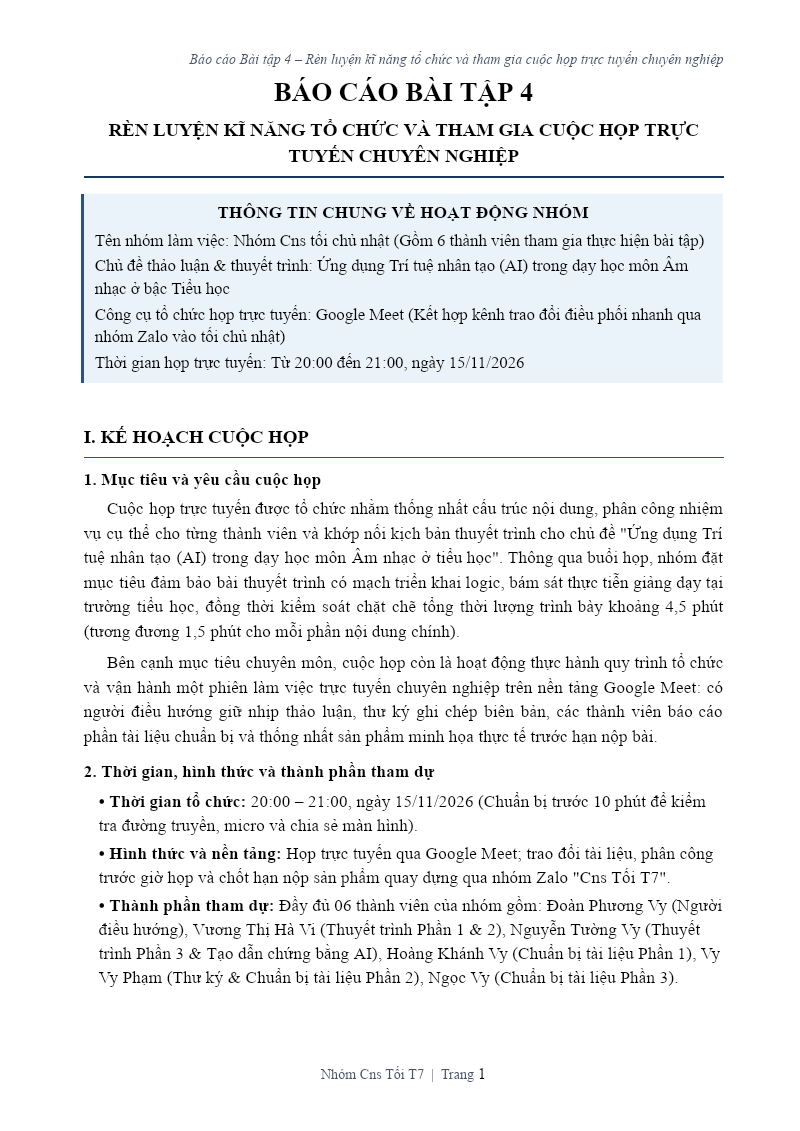 Báo cáo Bài tập 4 – Rèn luyện kĩ năng tổ chức và tham gia cuộc họp trực tuyến chuyên nghiệp
BÁO CÁO BÀI TẬP 4
RÈN LUYỆN KĨ NĂNG TỔ CHỨC VÀ THAM GIA CUỘC HỌP TRỰC
TUYẾN CHUYÊN NGHIỆP
THÔNG TIN CHUNG VỀ HOẠT ĐỘNG NHÓM
Tên nhóm làm việc: Nhóm Cns tối chủ nhật (Gồm 6 thành viên tham gia thực hiện bài tập)
Chủ đề thảo luận & thuyết trình: Ứng dụng Trí tuệ nhân tạo (AI) trong dạy học môn Âm
nhạc ở bậc Tiểu học
Công cụ tổ chức họp trực tuyến: Google Meet (Kết hợp kênh trao đổi điều phối nhanh qua
nhóm Zalo vào tối chủ nhật)
Thời gian họp trực tuyến: Từ 20:00 đến 21:00, ngày 15/11/2026
I. KẾ HOẠCH CUỘC HỌP
1. Mục tiêu và yêu cầu cuộc họp
Cuộc họp trực tuyến được tổ chức nhằm thống nhất cấu trúc nội dung, phân công nhiệm
vụ cụ thể cho từng thành viên và khớp nối kịch bản thuyết trình cho chủ đề "Ứng dụng Trí
tuệ nhân tạo (AI) trong dạy học môn Âm nhạc ở tiểu học". Thông qua buổi họp, nhóm đặt
mục tiêu đảm bảo bài thuyết trình có mạch triển khai logic, bám sát thực tiễn giảng dạy tại
trường tiểu học, đồng thời kiểm soát chặt chẽ tổng thời lượng trình bày khoảng 4,5 phút
(tương đương 1,5 phút cho mỗi phần nội dung chính).
Bên cạnh mục tiêu chuyên môn, cuộc họp còn là hoạt động thực hành quy trình tổ chức
và vận hành một phiên làm việc trực tuyến chuyên nghiệp trên nền tảng Google Meet: có
người điều hướng giữ nhịp thảo luận, thư ký ghi chép biên bản, các thành viên báo cáo
phần tài liệu chuẩn bị và thống nhất sản phẩm minh họa thực tế trước hạn nộp bài.
2. Thời gian, hình thức và thành phần tham dự
• Thời gian tổ chức: 20:00 – 21:00, ngày 15/11/2026 (Chuẩn bị trước 10 phút để kiểm
tra đường truyền, micro và chia sẻ màn hình).
• Hình thức và nền tảng: Họp trực tuyến qua Google Meet; trao đổi tài liệu, phân công
trước giờ họp và chốt hạn nộp sản phẩm quay dựng qua nhóm Zalo "Cns Tối T7".
• Thành phần tham dự: Đầy đủ 06 thành viên của nhóm gồm: Đoàn Phương Vy (Người
điều hướng), Vương Thị Hà Vi (Thuyết trình Phần 1 & 2), Nguyễn Tường Vy (Thuyết
trình Phần 3 & Tạo dẫn chứng bằng AI), Hoàng Khánh Vy (Chuẩn bị tài liệu Phần 1), Vy
Vy Phạm (Thư ký & Chuẩn bị tài liệu Phần 2), Ngọc Vy (Chuẩn bị tài liệu Phần 3).
Nhóm Cns Tối T7 | Trang 1